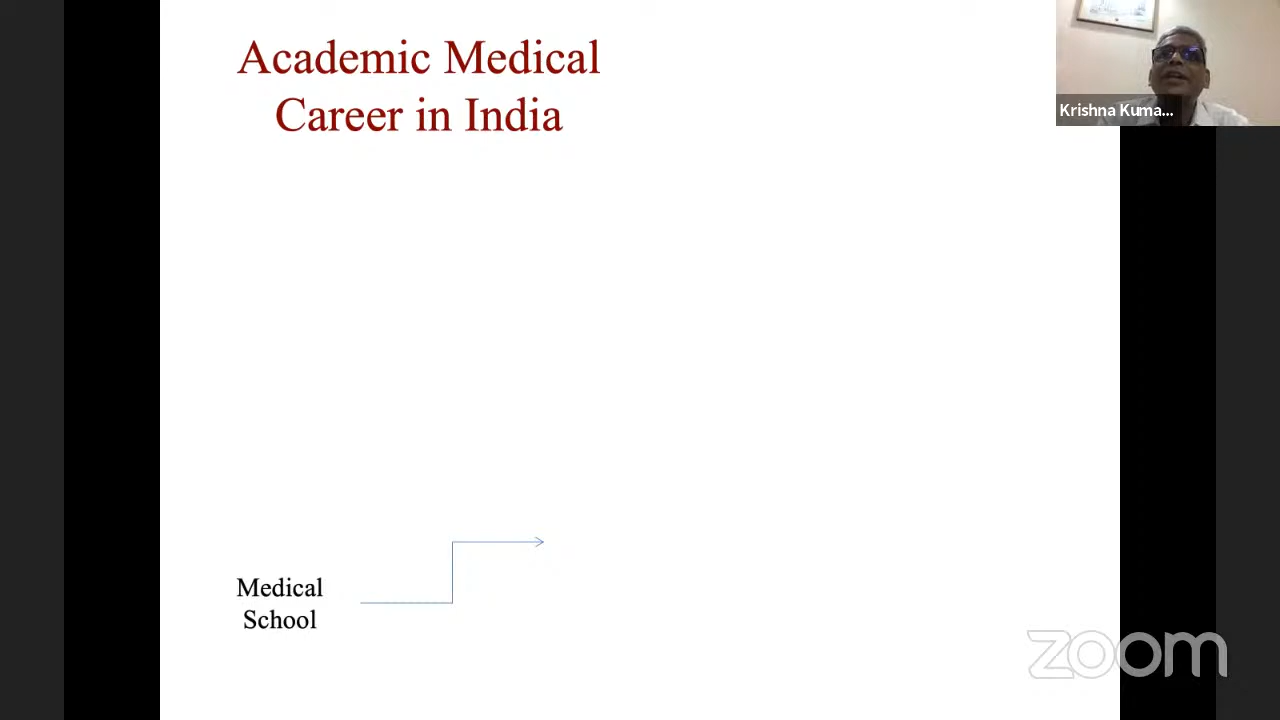 Academic Medical
Career in India
Krishna Kuma...
Medical
School
zoom